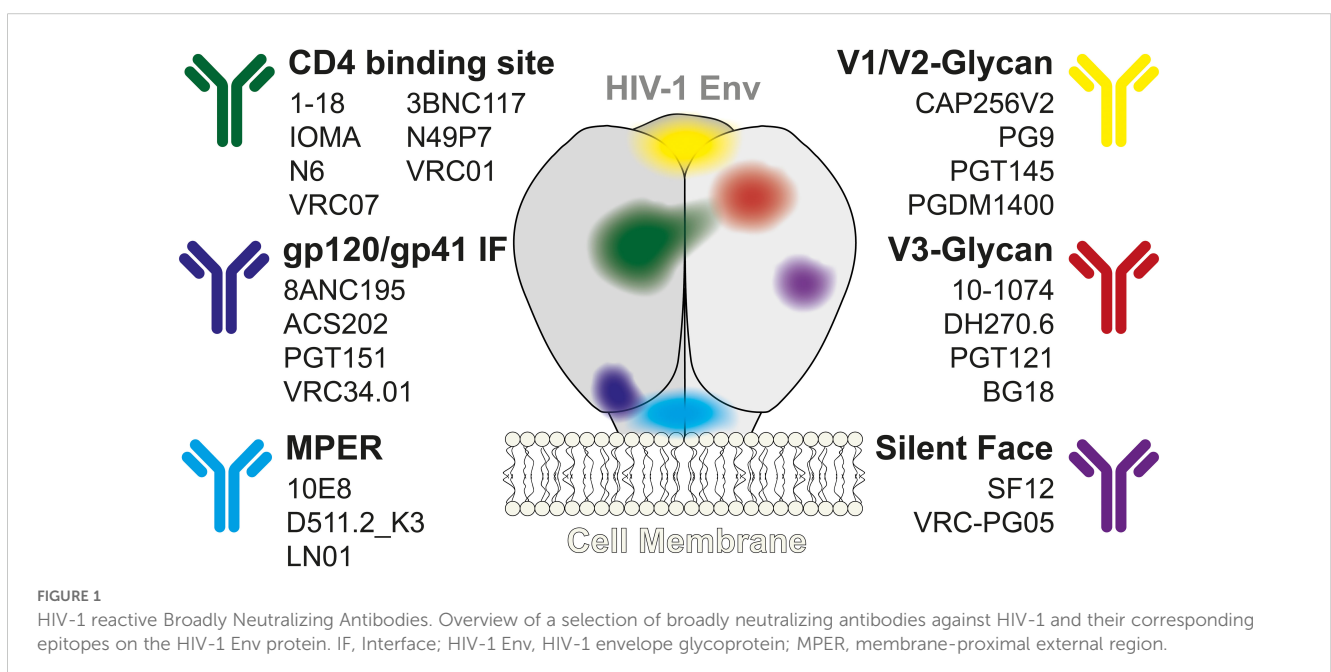 CD4 binding site
1-18 3BNC117
IOMA N49P7
N6 VRC01
VRC07
gp120/gp41 IF
8ANC195
ACS202
PGT151
VRC34.01
MPER
10E8
D511.2_K3
LN01
HIV-1 Env
Cell Membrane
V1/V2-Glycan
CAP256V2
PG9
PGT145
PGDM1400
V3-Glycan
10-1074
DH270.6
PGT121
BG18
Silent Face
SF12
VRC-PG05
FIGURE 1
HIV-1 reactive Broadly Neutralizing Antibodies. Overview of a selection of broadly neutralizing antibodies against HIV-1 and their corresponding
epitopes on the HIV-1 Env protein. IF, Interface; HIV-1 Env, HIV-1 envelope glycoprotein; MPER, membrane-proximal external region.